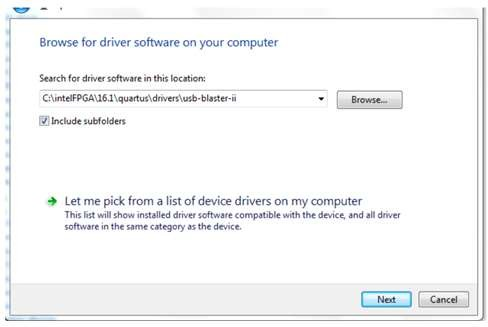 Browse for driver software on your computer
Search for driver software in this location:
C:\intelFPGA\16.1\quartus\drivers\usb-blaster-ii
Browse...
Include subfolders
Let me pick from a list of device drivers on my computer
This list will show installed driver software compatible with the device, and all driver
software in the same category as the device.
Next
Cancel